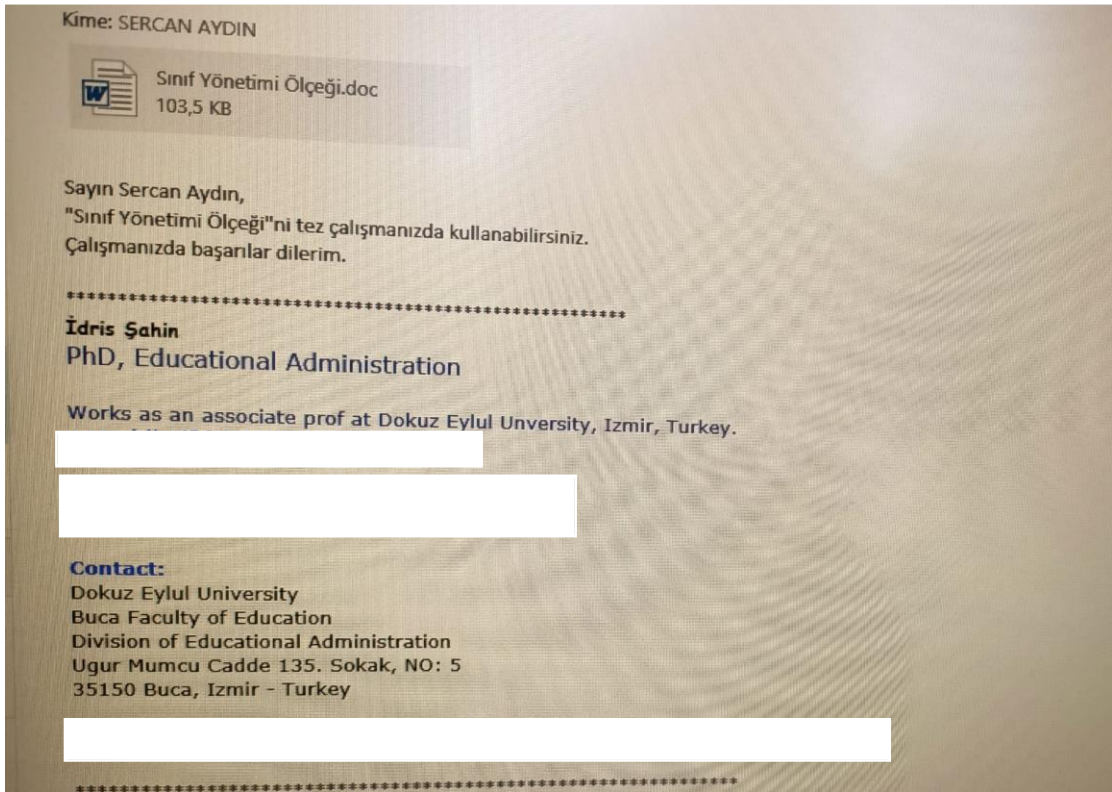 Kime: SERCAN AYDIN
Sınıf Yönetimi Ölçeği.doc
103,5 KB
Sayın Sercan Aydın,
"Sınıf Yönetimi Ölçeği"ni tez çalışmanızda kullanabilirsiniz.
Çalışmanızda başarılar dilerim.
******************************************************
İdris Şahin
PhD, Educational Administration
Works as an associate prof at Dokuz Eylul Unversity, Izmir, Turkey.
Contact:
Dokuz Eylul University
Buca Faculty of Education
Division of Educational Administration
Ugur Mumcu Cadde 135. Sokak, NO: 5
35150 Buca, Izmir - Turkey
****************************************************************